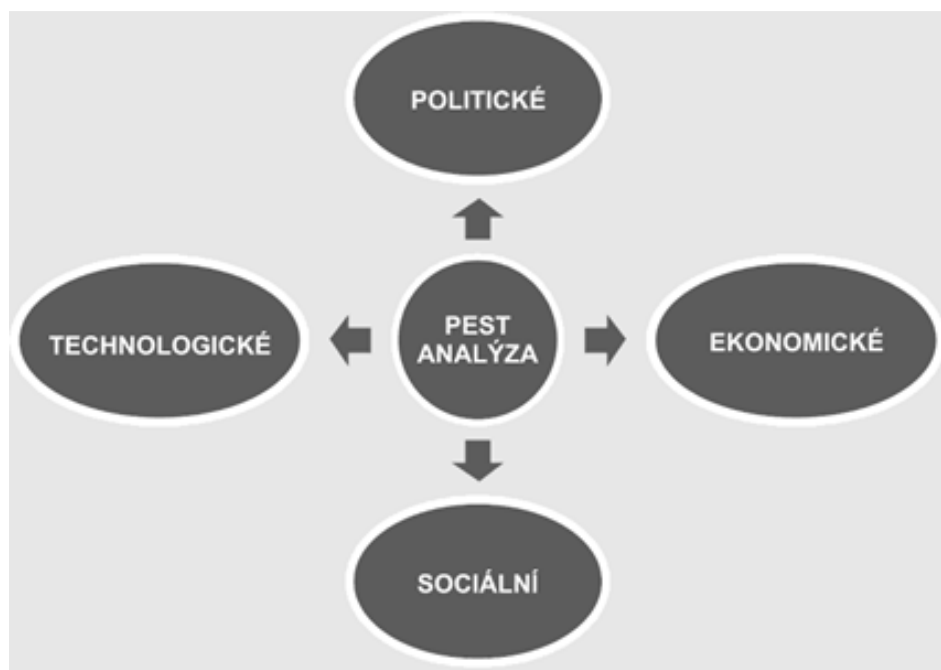 POLITICKÉ
TECHNOLOGICKÉ
PEST
ANALÝZA
EKONOMICKÉ
SOCIÁLNÍ